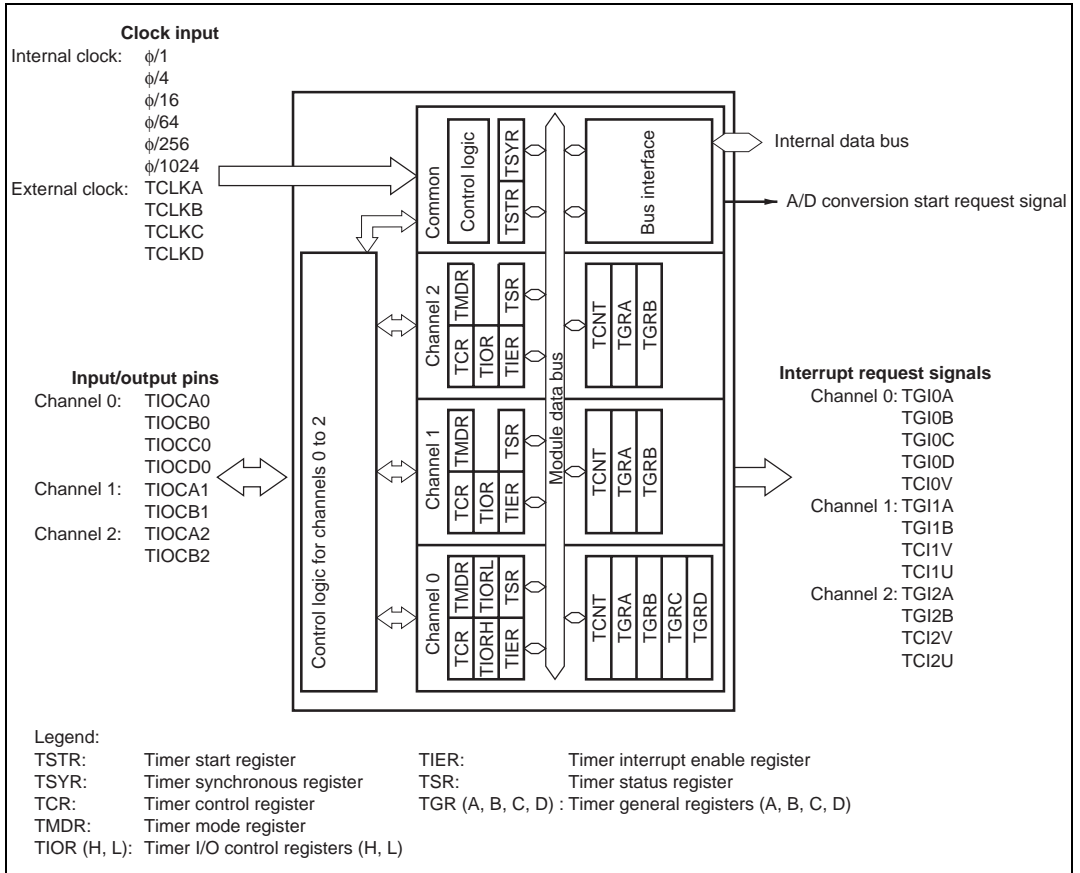 Clock input
Internal clock: ϕ/1
ϕ/4
ϕ/16
ϕ/64
ϕ/256
ϕ/1024
External clock: TCLKA
TCLKB
TCLKC
TCLKD
Input/output pins
Channel 0: TIOCA0
TIOCB0
TIOCC0
TIOCD0
Channel 1: TIOCA1
TIOCB1
Channel 2: TIOCA2
TIOCB2
Control logic for channels 0 to 2
Common
Control logic
TSTR TSYR
Bus interface
Channel 2
TCR TMDR
TIOR
TIER TSR
TCNT
TGRA
TGRB
Channel 1
TCR TMDR
TIOR
TIER TSR
TCNT
TGRA
TGRB
Channel 0
TCR TMDR
TIORH TIORL
TIER TSR
TCNT
TGRA
TGRB
TGRC
TGRD
Module data bus
Internal data bus
A/D conversion start request signal
Interrupt request signals
Channel 0: TGI0A
TGI0B
TGI0C
TGI0D
TCI0V
Channel 1: TGI1A
TGI1B
TCI1V
TCI1U
Channel 2: TGI2A
TGI2B
TCI2V
TCI2U
Legend:
TSTR: Timer start register
TSYR: Timer synchronous register
TCR: Timer control register
TMDR: Timer mode register
TIOR (H, L): Timer I/O control registers (H, L)
TIER: Timer interrupt enable register
TSR: Timer status register
TGR (A, B, C, D) : Timer general registers (A, B, C, D)